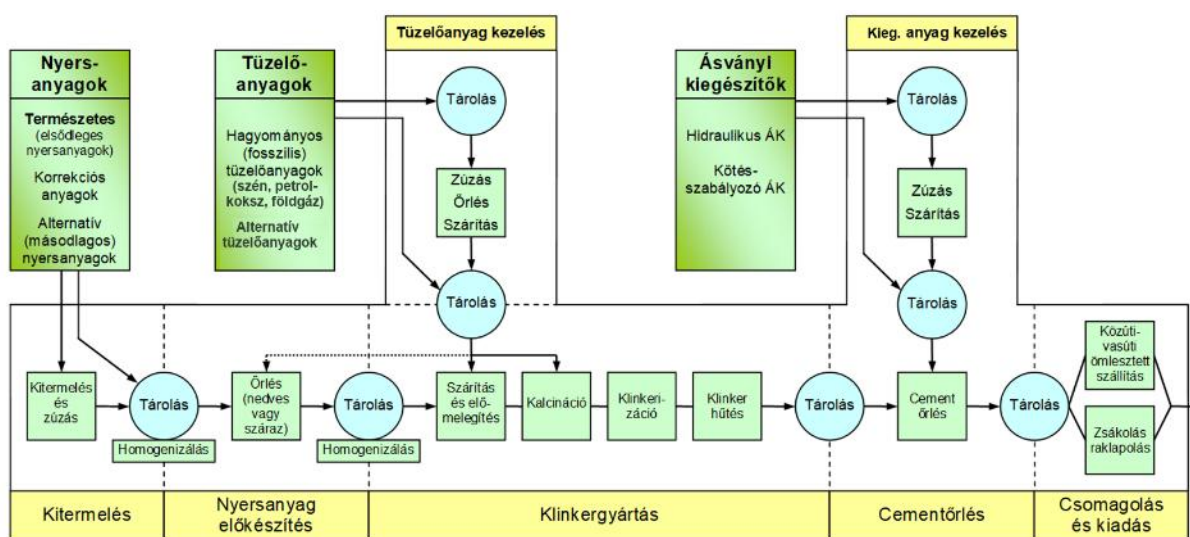 Tüzelőanyag kezelés
Kieg. anyag kezelés
Nyers-
anyagok
Természetes
(elsődleges
nyersanyagok)
Korrekciós
anyagok
Alternatív
(másodlagos)
nyersanyagok
Tüzelő-
anyagok
Hagyományos
(fosszilis)
tüzelőanyagok
(szén, petrol-
koksz, földgáz)
Alternatív
tüzelőanyagok
Tárolás
Zúzás
Őrlés
Szárítás
Tárolás
Ásványi
kiegészítők
Hidraulikus ÁK
Kötés-
szabályozó ÁK
Tárolás
Zúzás
Szárítás
Tárolás
Kitermelés
és
zúzás
Tárolás
Homogenizálás
Őrlés
(nedves
vagy
száraz)
Tárolás
Homogenizálás
Szárítás
és elő-
melegítés
Kalcináció
Klinkeri-
záció
Klinker
hűtés
Tárolás
Cement
őrlés
Tárolás
Közúti-
vasúti
ömlesztett
szállítás
Zsákolás
raklapolás
Kitermelés
Nyersanyag
előkészítés
Klinkergyártás
Cementőrlés
Csomagolás
és kiadás